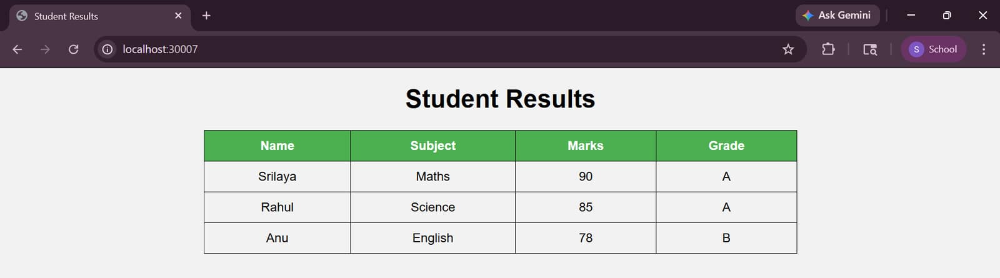 Student Results
Ask Gemini
localhost:30007
S School
Student Results
Name Subject Marks Grade
Srilaya Maths 90 A
Rahul Science 85 A
Anu English 78 B